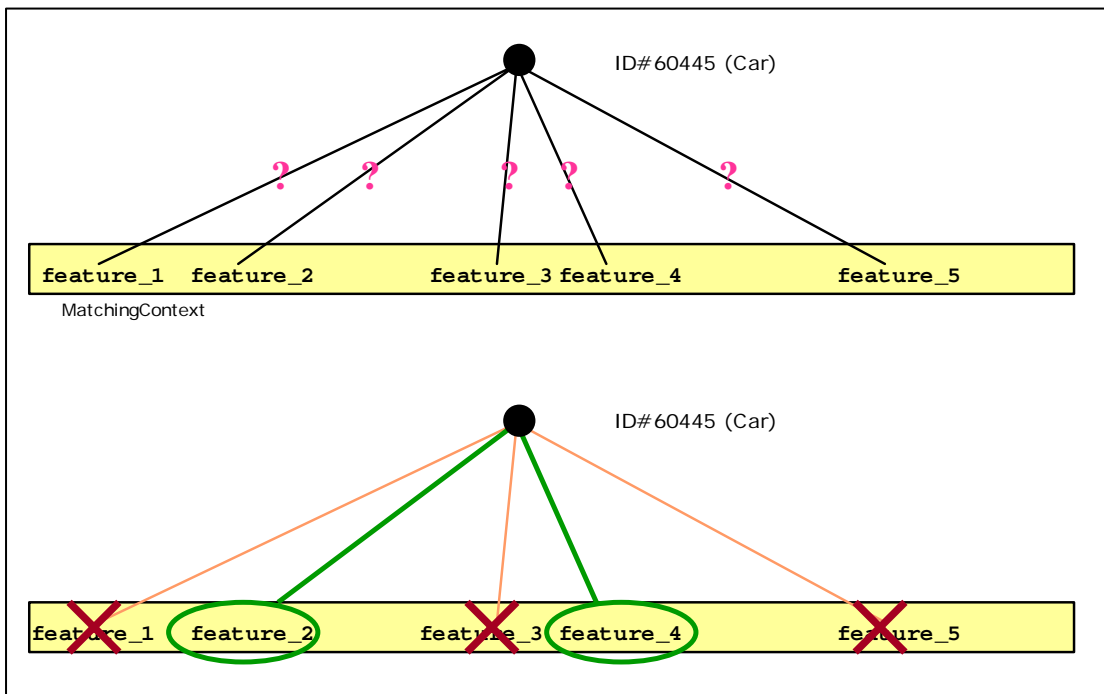 ID#60445 (Car)
? ? ? ? ?
feature_1 feature_2 feature_3 feature_4 feature_5
MatchingContext
ID#60445 (Car)
feature_1 feature_2 feature_3 feature_4 feature_5